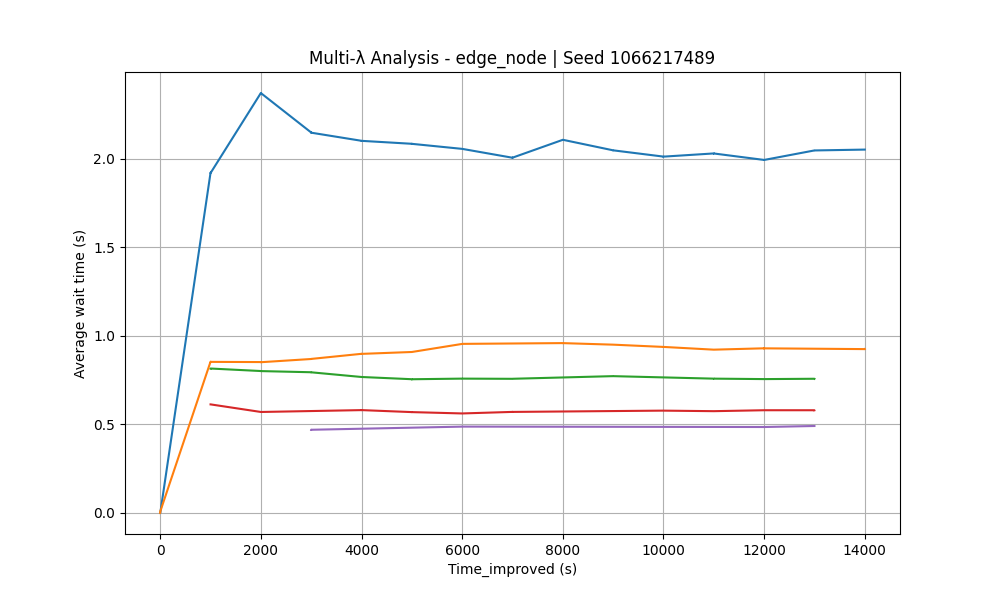 Multi-λ Analysis - edge_node | Seed 1066217489
Average wait time (s)
2.0
1.5
1.0
0.5
0.0
0 2000 4000 6000 8000 10000 12000 14000
Time_improved (s)